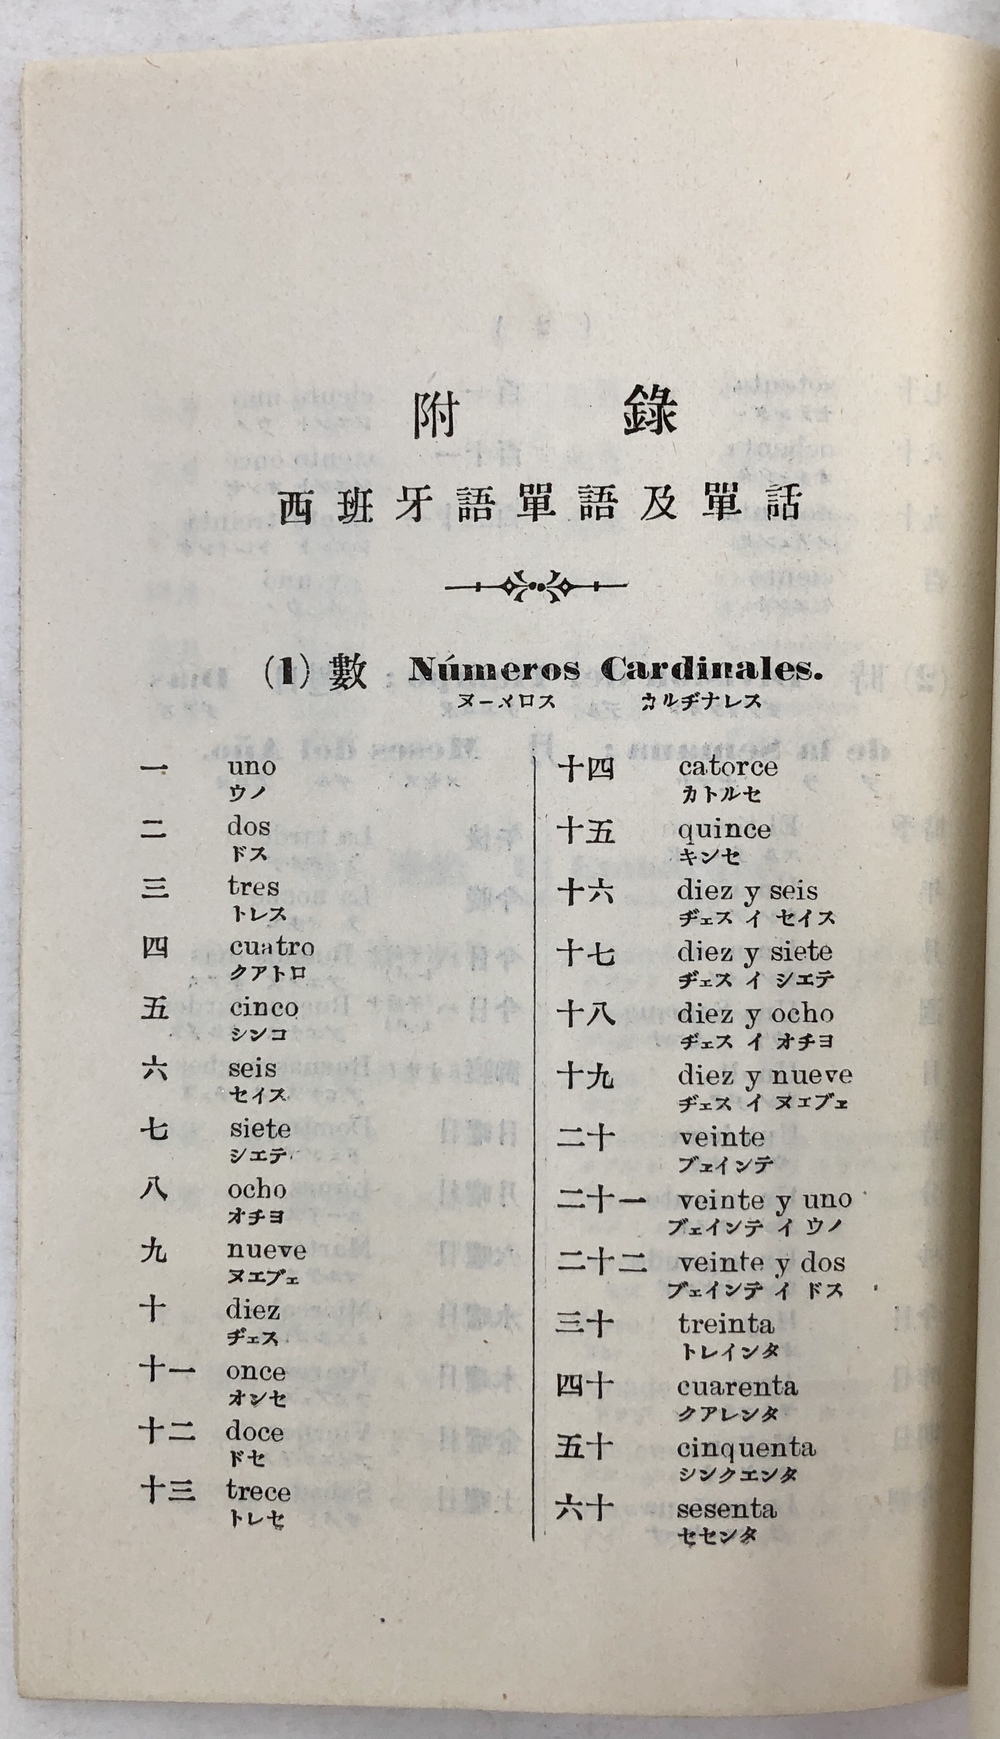 附錄
西班牙語單語及單話
(1) 數 Números Cardinales.
ヌーメロス カルヂナレス
一 uno
ウノ
二 dos
ドス
三 tres
トレス
四 cuatro
クアトロ
五 cinco
シンコ
六 seis
セイス
七 siete
シエテ
八 ocho
オチヨ
九 nueve
ヌエブェ
十 diez
ヂェス
十一 once
オンセ
十二 doce
ドセ
十三 trece
トレセ
十四 catorce
カトルセ
十五 quince
キンセ
十六 diez y seis
ヂェス イ セイス
十七 diez y siete
ヂェス イ シエテ
十八 diez y ocho
ヂェス イ オチヨ
十九 diez y nueve
ヂェス イ ヌエブェ
二十 veinte
ブェインテ
二十一 veinte y uno
ブェインテ イ ウノ
二十二 veinte y dos
ブェインテ イ ドス
三十 treinta
トレインタ
四十 cuarenta
クアレンタ
五十 cinquenta
シンクエンタ
六十 sesenta
セセンタ